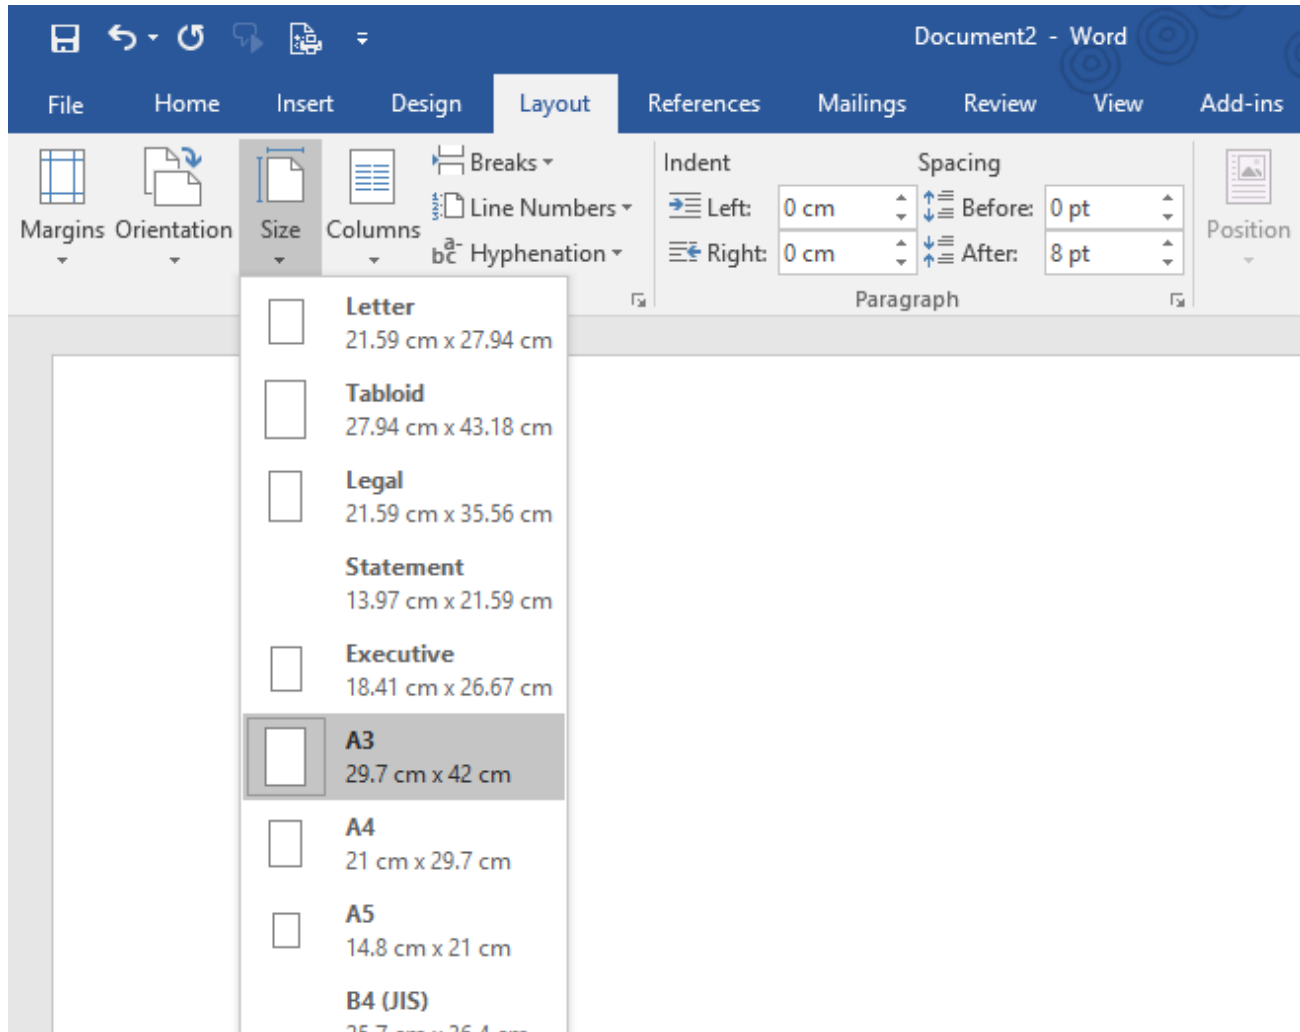 Document2 - Word
File Home Insert Design Layout References Mailings Review View Add-ins
Margins Orientation Size Columns
Breaks
Line Numbers
Hyphenation
Indent
Left: 0 cm
Right: 0 cm
Spacing
Before: 0 pt
After: 8 pt
Paragraph
Position
Letter
21.59 cm x 27.94 cm
Tabloid
27.94 cm x 43.18 cm
Legal
21.59 cm x 35.56 cm
Statement
13.97 cm x 21.59 cm
Executive
18.41 cm x 26.67 cm
A3
29.7 cm x 42 cm
A4
21 cm x 29.7 cm
A5
14.8 cm x 21 cm
B4 (JIS)